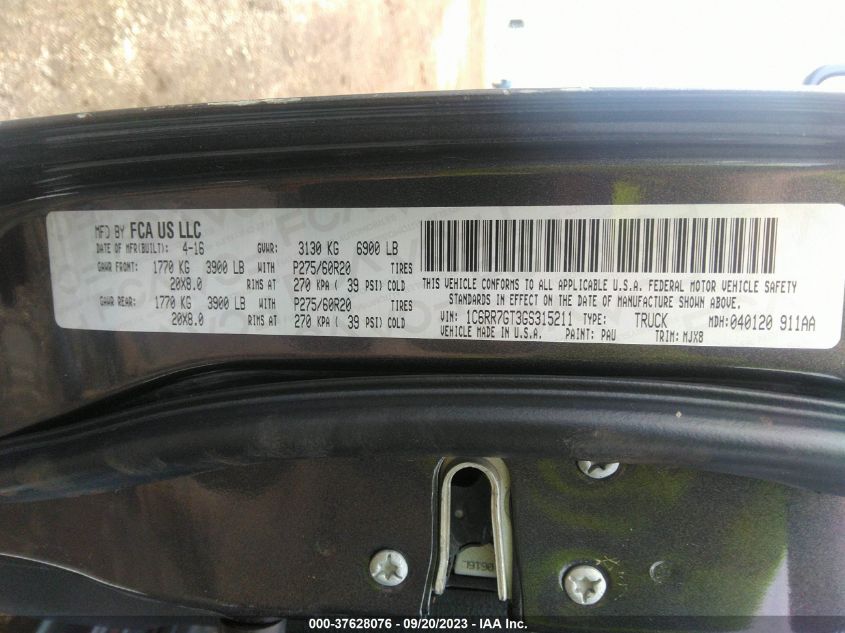 MFD BY FCA US LLC
DATE OF MFR(BUILT): 4-16 GVWR: 3130 KG 6900 LB
GAWR FRONT: 1770 KG 3900 LB WITH P275/60R20 TIRES
20X8.0 RIMS AT 270 KPA ( 39 PSI) COLD
GAWR REAR: 1770 KG 3900 LB WITH P275/60R20 TIRES
20X8.0 RIMS AT 270 KPA ( 39 PSI) COLD
THIS VEHICLE CONFORMS TO ALL APPLICABLE U.S.A. FEDERAL MOTOR VEHICLE SAFETY
STANDARDS IN EFFECT ON THE DATE OF MANUFACTURE SHOWN ABOVE.
VIN: 1C6RR7GT3GS315211 TYPE: TRUCK MDH: 040120 911AA
VEHICLE MADE IN U.S.A. PAINT: PAU TRIM: MJX8
000-37628076 - 09/20/2023 - IAA Inc.